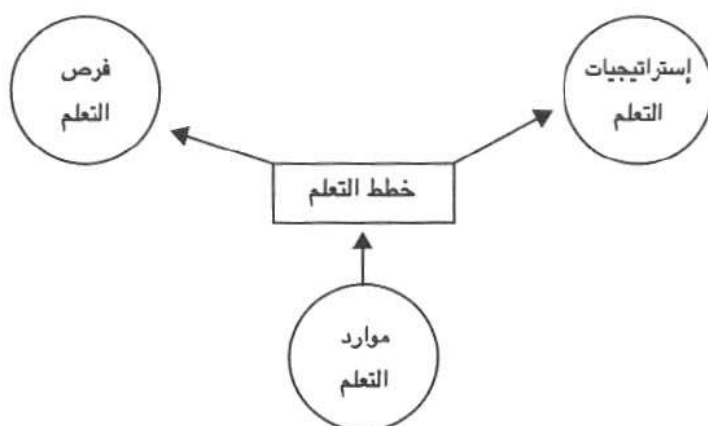 إستراتيجيات
التعلم
فرص
التعلم
خطط التعلم
موارد
التعلم